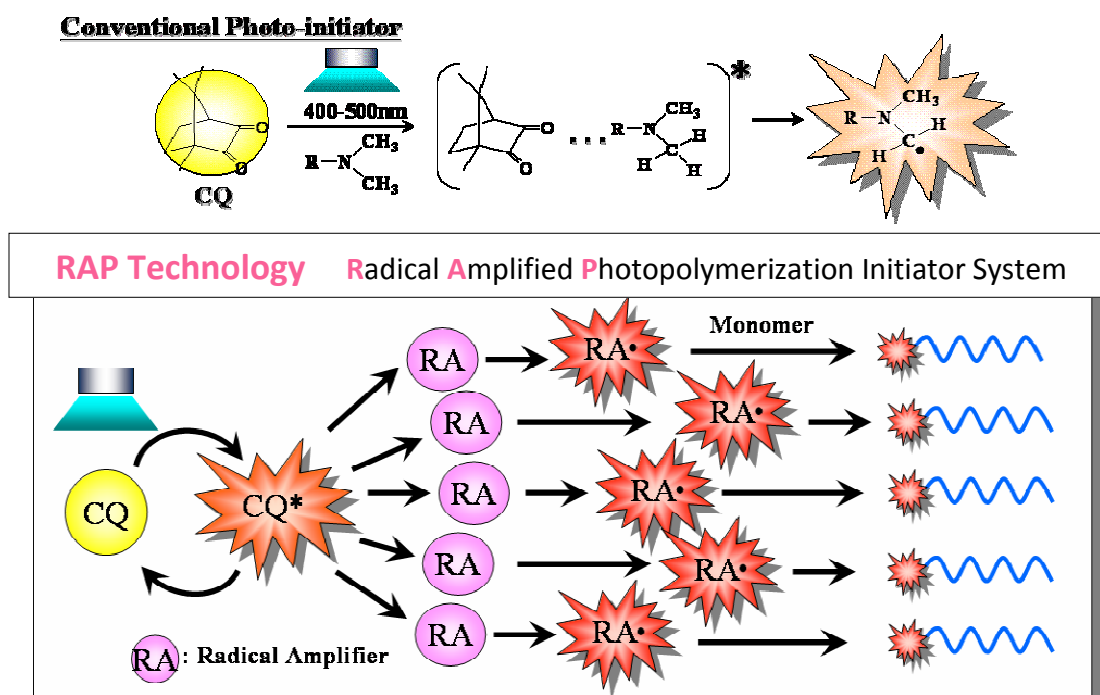 Conventional Photo-initiator
400-500nm
CQ
O
O
R-N
CH3
CH3
O
O
R-N
CH3
C
H
H
H
*
R-N
CH3
H
H
C•
RAP Technology Radical Amplified Photopolymerization Initiator System
Monomer
RA
RA•
RA
RA•
CQ
CQ*
RA
RA•
RA
RA•
RA
RA•
RA : Radical Amplifier